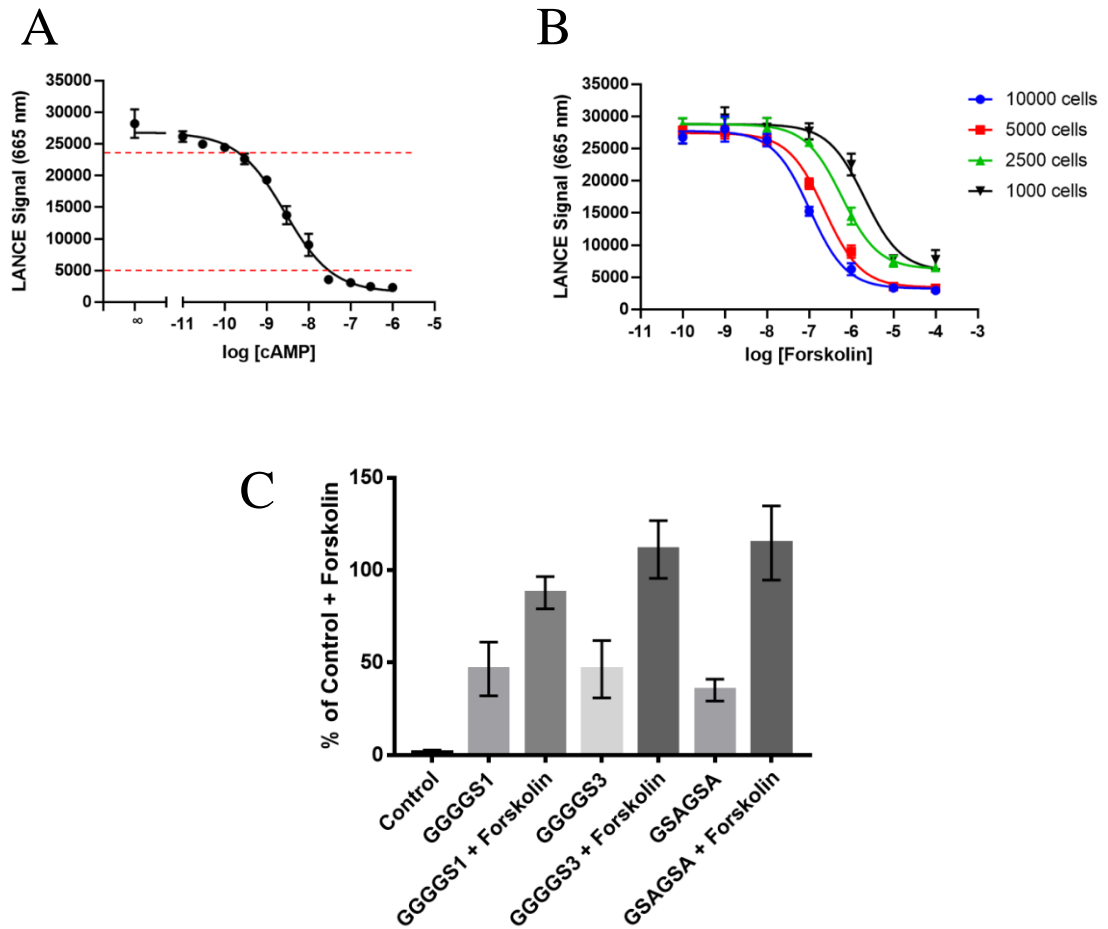 A
LANCE Signal (665 nm)
35000
30000
25000
20000
15000
10000
5000
0
∞
-11
-10
-9
-8
-7
-6
-5
log [cAMP]
B
LANCE Signal (665 nm)
35000
30000
25000
20000
15000
10000
5000
0
-11
-10
-9
-8
-7
-6
-5
-4
-3
log [Forskolin]
10000 cells
5000 cells
2500 cells
1000 cells
C
% of Control + Forskolin
150
100
50
0
Control
GGGGS1
GGGGS1 + Forskolin
GGGGS3
GGGGS3 + Forskolin
GSAGSA
GSAGSA + Forskolin